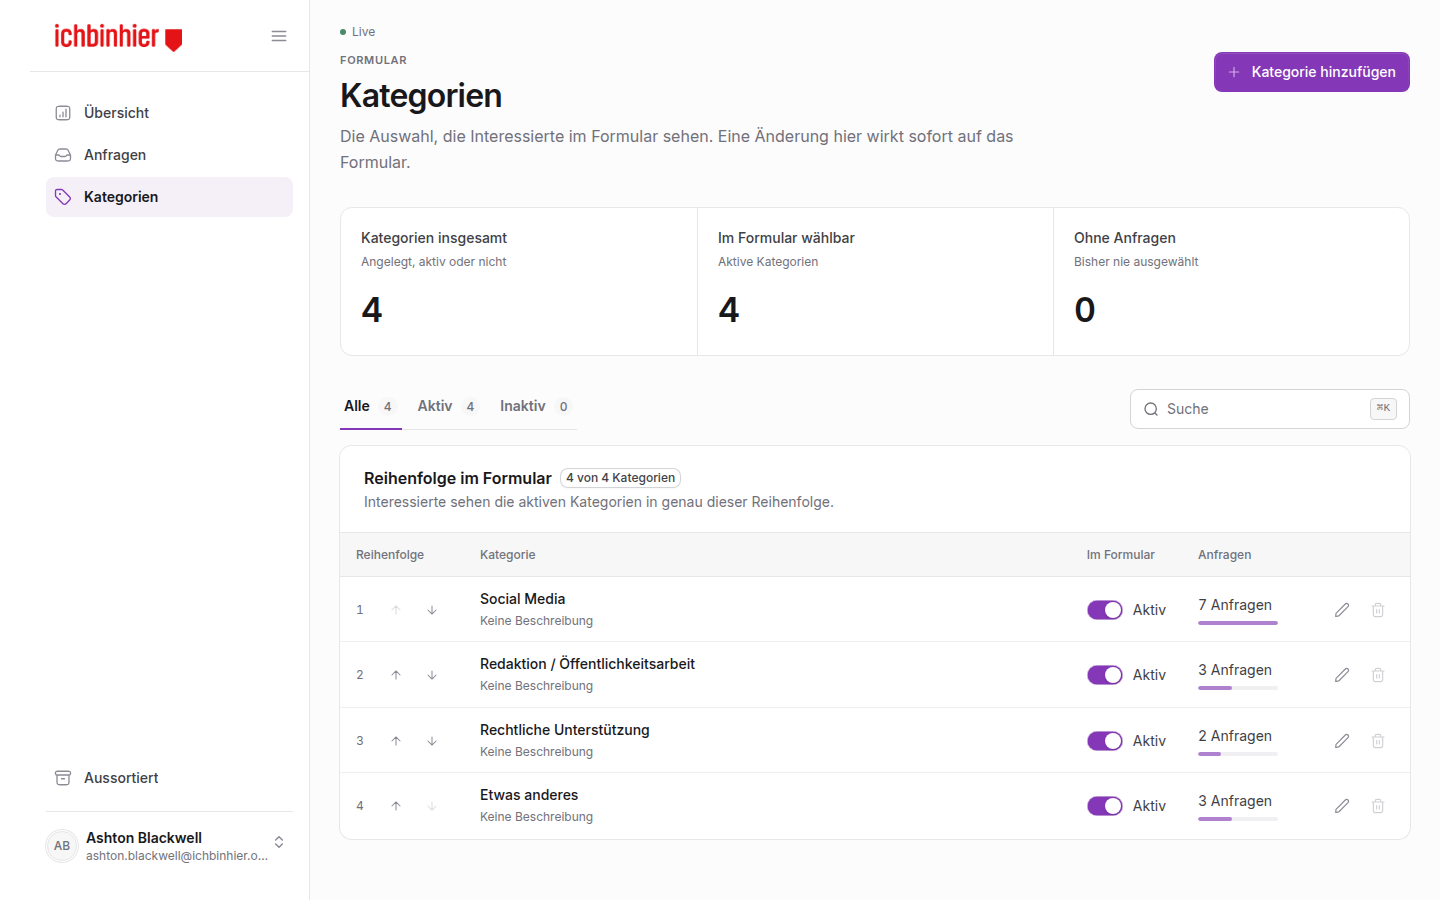 ichbinhier
Übersicht
Anfragen
Kategorien
Aussortiert
AB
Ashton Blackwell
ashton.blackwell@ichbinhier.o...
Live
FORMULAR
Kategorien
Die Auswahl, die Interessierte im Formular sehen. Eine Änderung hier wirkt sofort auf das
Formular.
Kategorie hinzufügen
Kategorien insgesamt
Angelegt, aktiv oder nicht
4
Im Formular wählbar
Aktive Kategorien
4
Ohne Anfragen
Bisher nie ausgewählt
0
Alle 4 Aktiv 4 Inaktiv 0
Suche ⌘K
Reihenfolge im Formular 4 von 4 Kategorien
Interessierte sehen die aktiven Kategorien in genau dieser Reihenfolge.
Reihenfolge Kategorie Im Formular Anfragen
1 Social Media Aktiv 7 Anfragen
Keine Beschreibung
2 Redaktion / Öffentlichkeitsarbeit Aktiv 3 Anfragen
Keine Beschreibung
3 Rechtliche Unterstützung Aktiv 2 Anfragen
Keine Beschreibung
4 Etwas anderes Aktiv 3 Anfragen
Keine Beschreibung